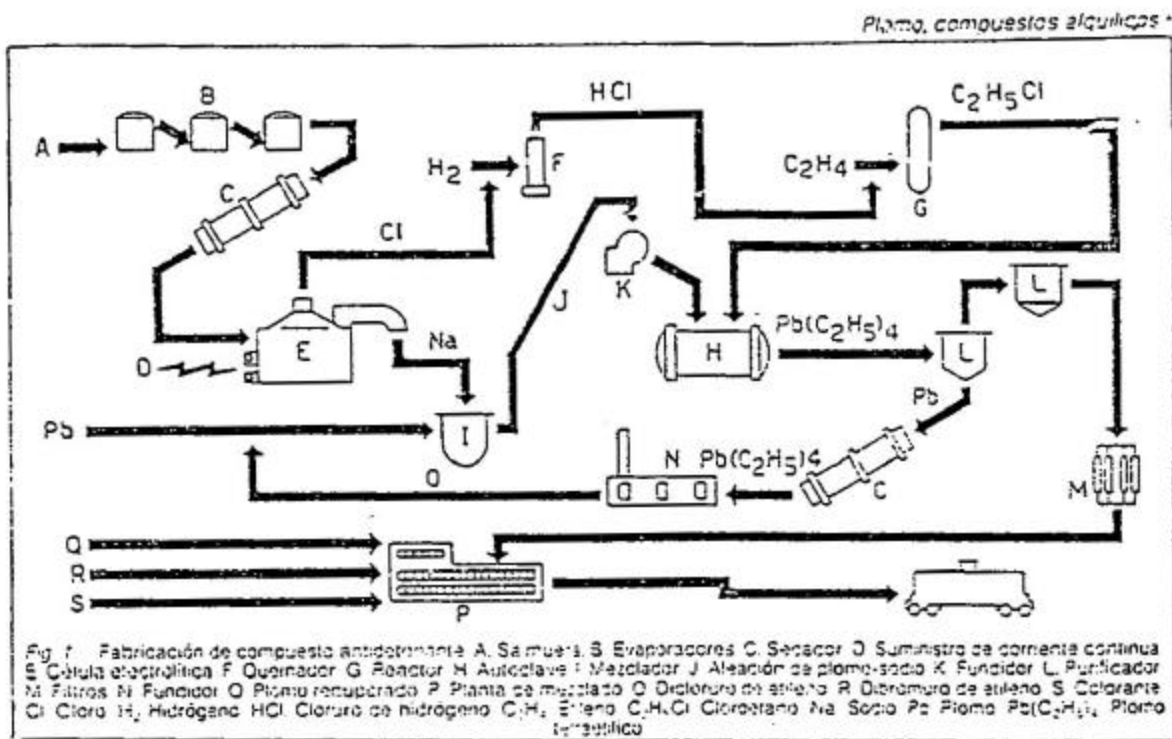 Plomo, compuestos alquílicos
B
HCl
C2H5Cl
A
H2
F
C2H4
G
C
Cl
J
K
E
Na
H
Pb(C2H5)4
L
L
D
Pb
I
Pb
O
N
Pb(C2H5)4
C
M
Q
R
S
P
Fig. 1. Fabricación de compuesto antidetonante A. Salmuera. B. Evaporadores. C. Secador. D. Suministro de corriente continua.
E. Célula electrolítica. F. Quemador. G. Reactor. H. Autoclave. I. Mezclador. J. Aleación de plomo-sodio. K. Fundidor. L. Purificador.
M. Filtros. N. Fundidor. O. Plomo recuperado. P. Planta de mezclado. Q. Dicloruro de etileno. R. Dibromuro de etileno. S. Colorante.
Cl. Cloro. H2 Hidrógeno. HCl. Cloruro de hidrógeno. C2H4 Etileno. C2H5Cl Cloroetano. Na. Sodio. Pb. Plomo. Pb(C2H5)4 Plomo
tetraetílico.